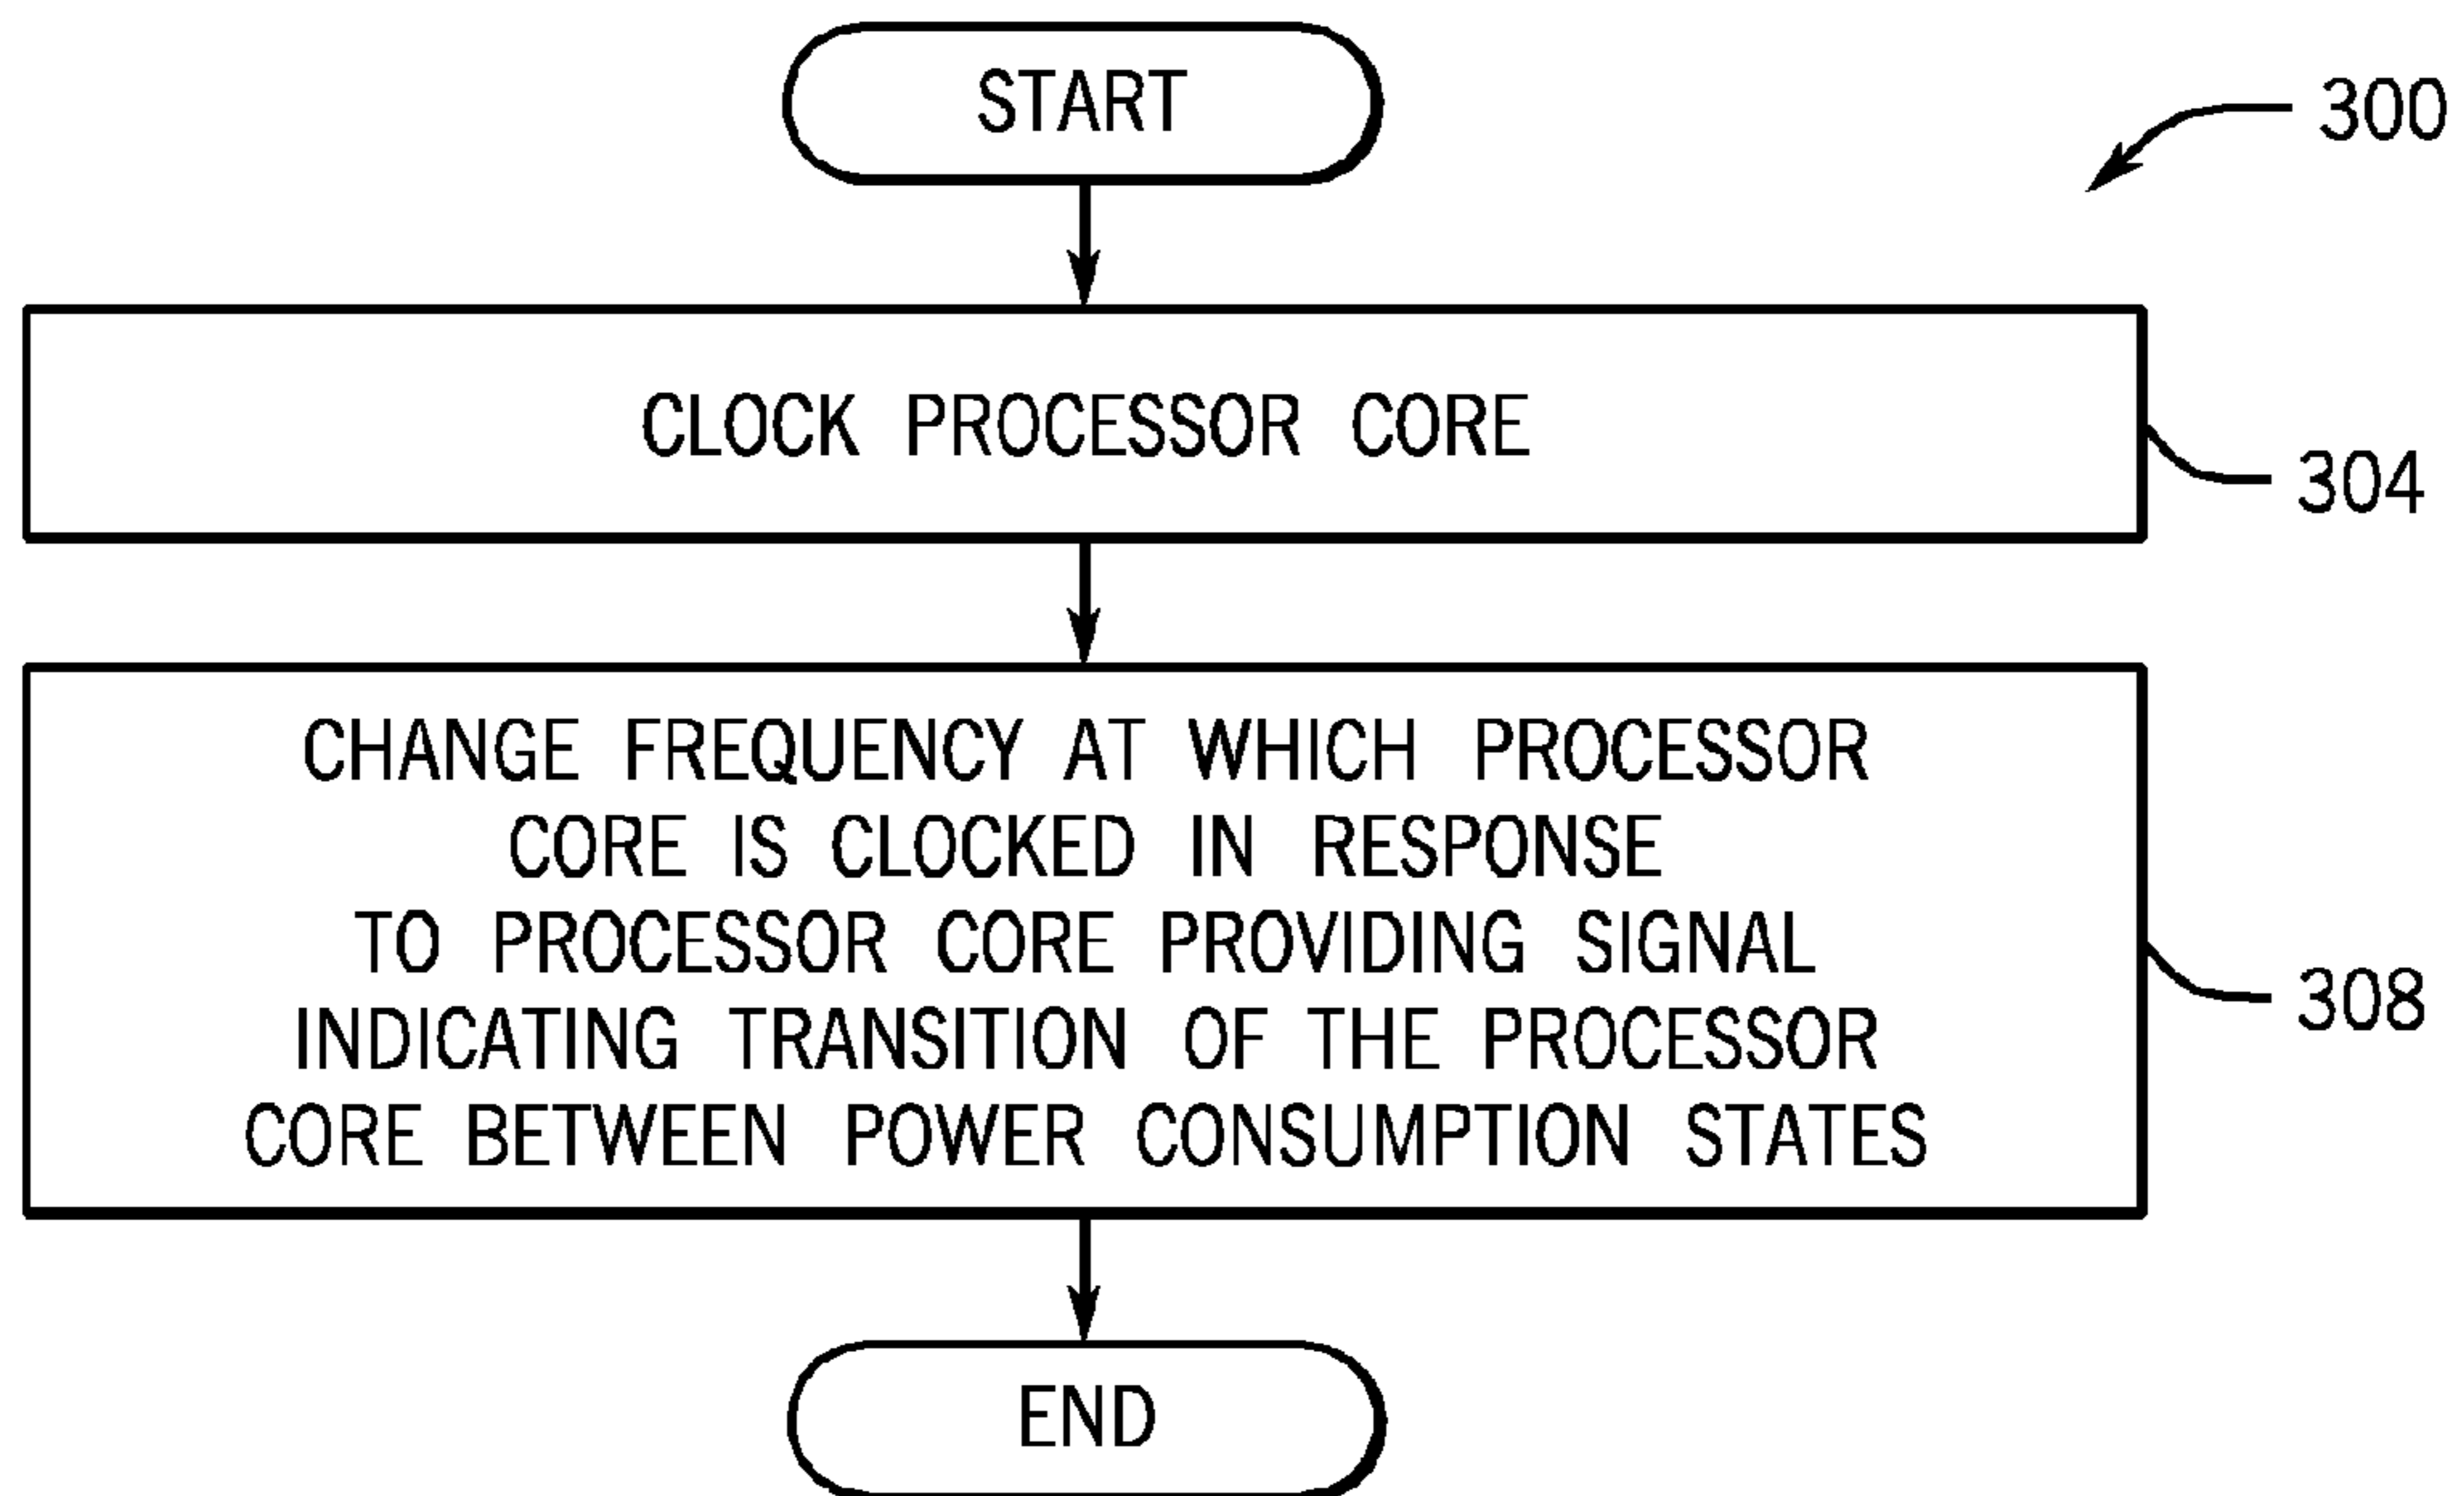 START
300
CLOCK PROCESSOR CORE
304
CHANGE FREQUENCY AT WHICH PROCESSOR
CORE IS CLOCKED IN RESPONSE
TO PROCESSOR CORE PROVIDING SIGNAL
INDICATING TRANSITION OF THE PROCESSOR
CORE BETWEEN POWER CONSUMPTION STATES
308
END